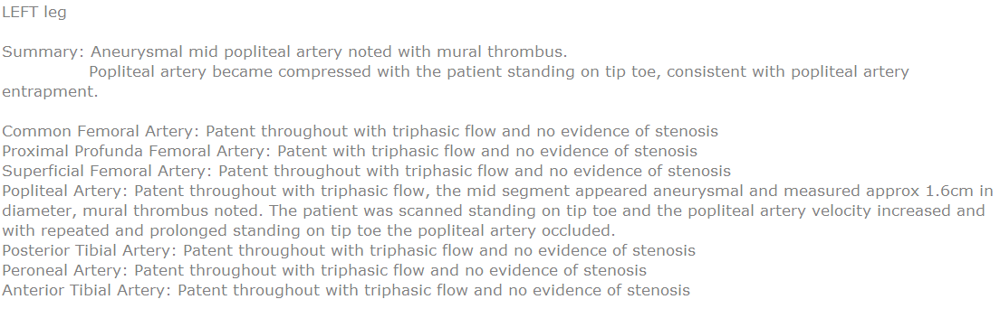 LEFT leg
Summary: Aneurysmal mid popliteal artery noted with mural thrombus.
Popliteal artery became compressed with the patient standing on tip toe, consistent with popliteal artery
entrapment.
Common Femoral Artery: Patent throughout with triphasic flow and no evidence of stenosis
Proximal Profunda Femoral Artery: Patent with triphasic flow and no evidence of stenosis
Superficial Femoral Artery: Patent throughout with triphasic flow and no evidence of stenosis
Popliteal Artery: Patent throughout with triphasic flow, the mid segment appeared aneurysmal and measured approx 1.6cm in
diameter, mural thrombus noted. The patient was scanned standing on tip toe and the popliteal artery velocity increased and
with repeated and prolonged standing on tip toe the popliteal artery occluded.
Posterior Tibial Artery: Patent throughout with triphasic flow and no evidence of stenosis
Peroneal Artery: Patent throughout with triphasic flow and no evidence of stenosis
Anterior Tibial Artery: Patent throughout with triphasic flow and no evidence of stenosis